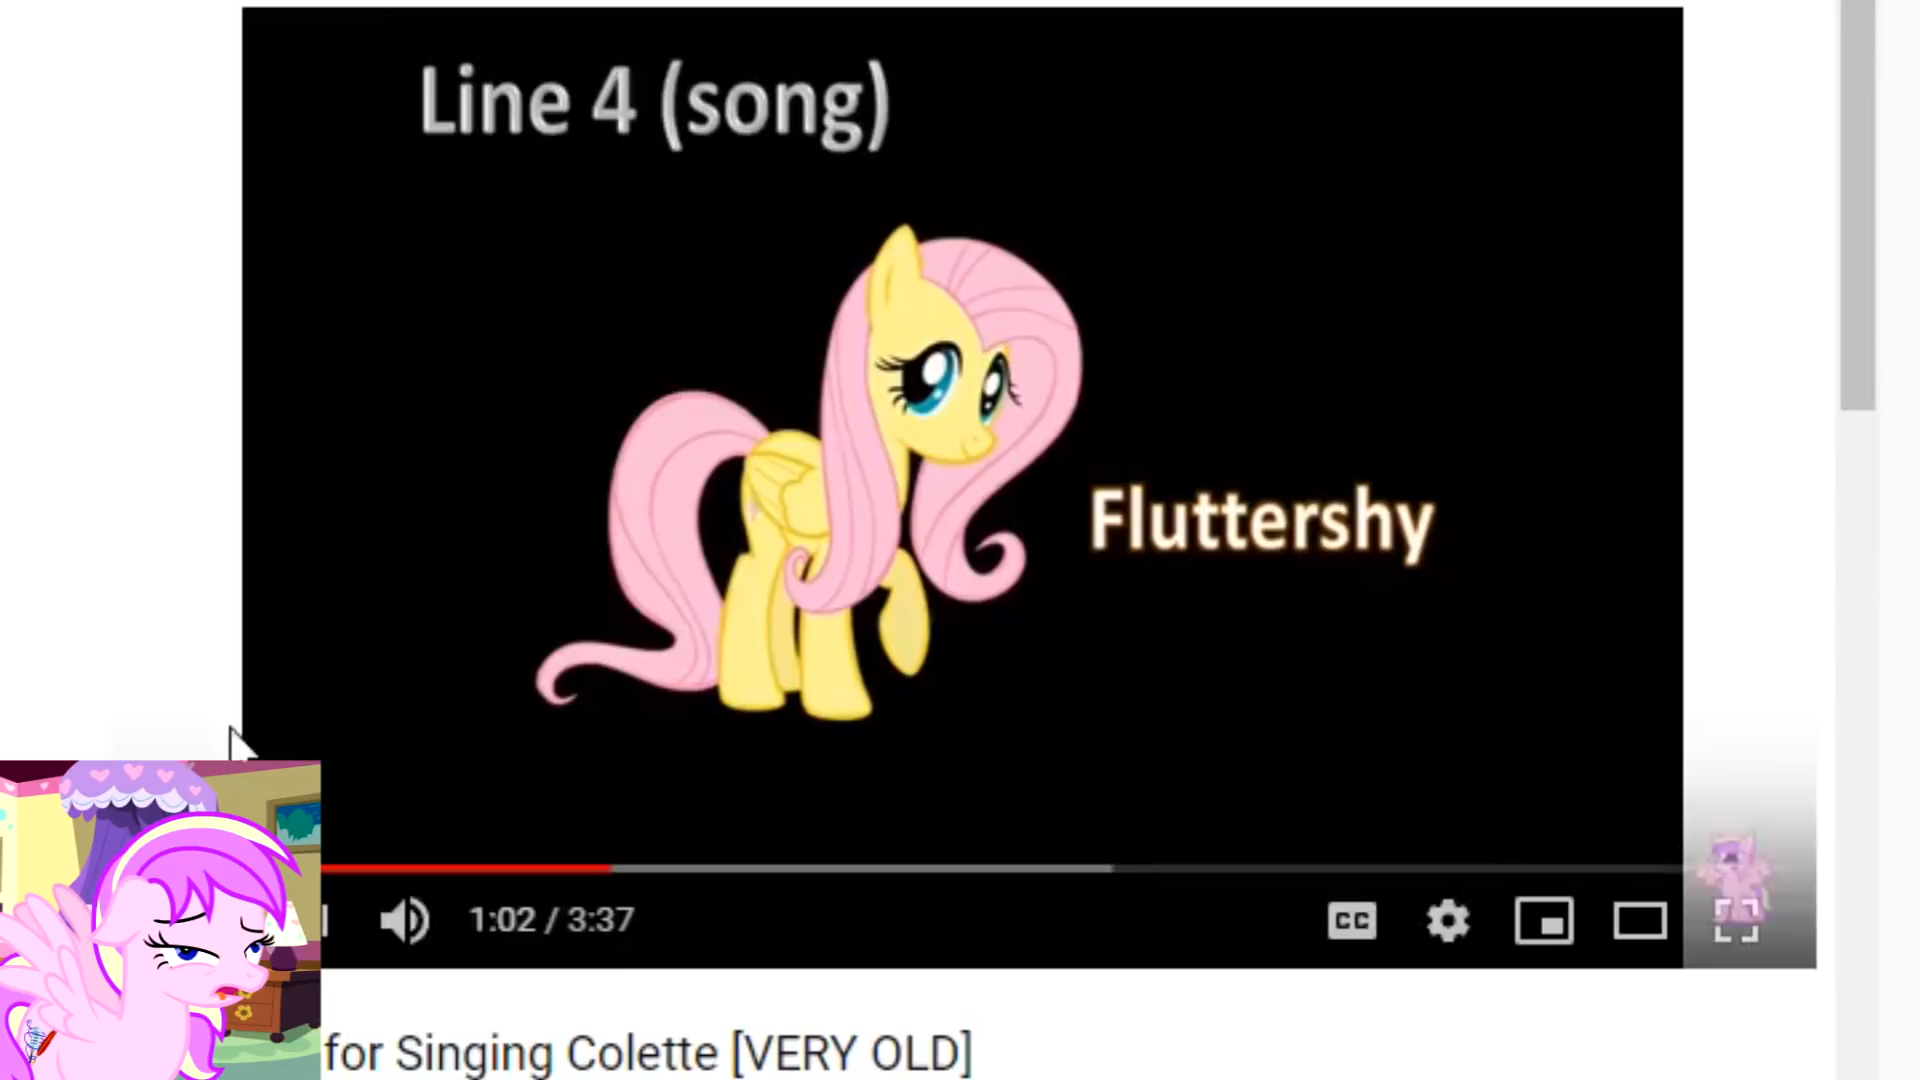 Line 4 (song)
Fluttershy
1:02 / 3:37
CC
for Singing Colette [VERY OLD]